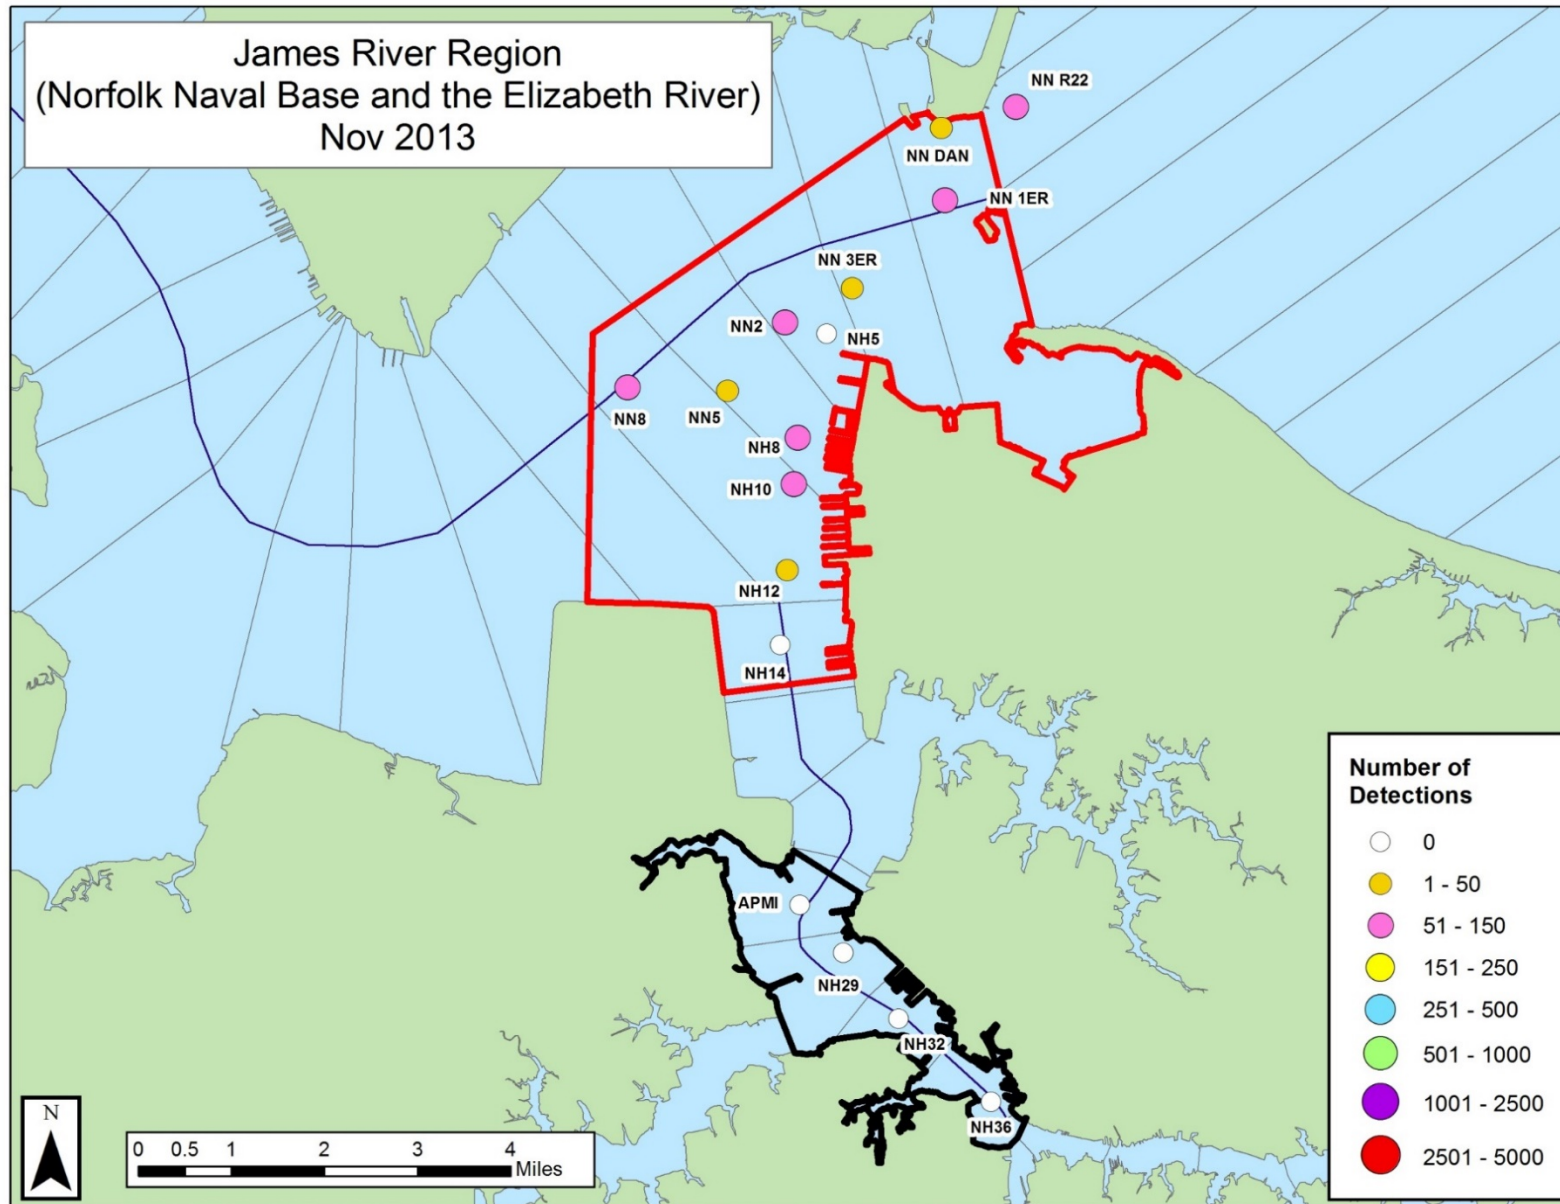 James River Region
(Norfolk Naval Base and the Elizabeth River)
Nov 2013
NN R22
NN DAN
NN 1ER
NN 3ER
NN2
NH5
NN8
NN5
NH8
NH10
NH12
NH14
APMI
NH29
NH32
NH36
Number of
Detections
0
1 - 50
51 - 150
151 - 250
251 - 500
501 - 1000
1001 - 2500
2501 - 5000
N
0 0.5 1 2 3 4
Miles